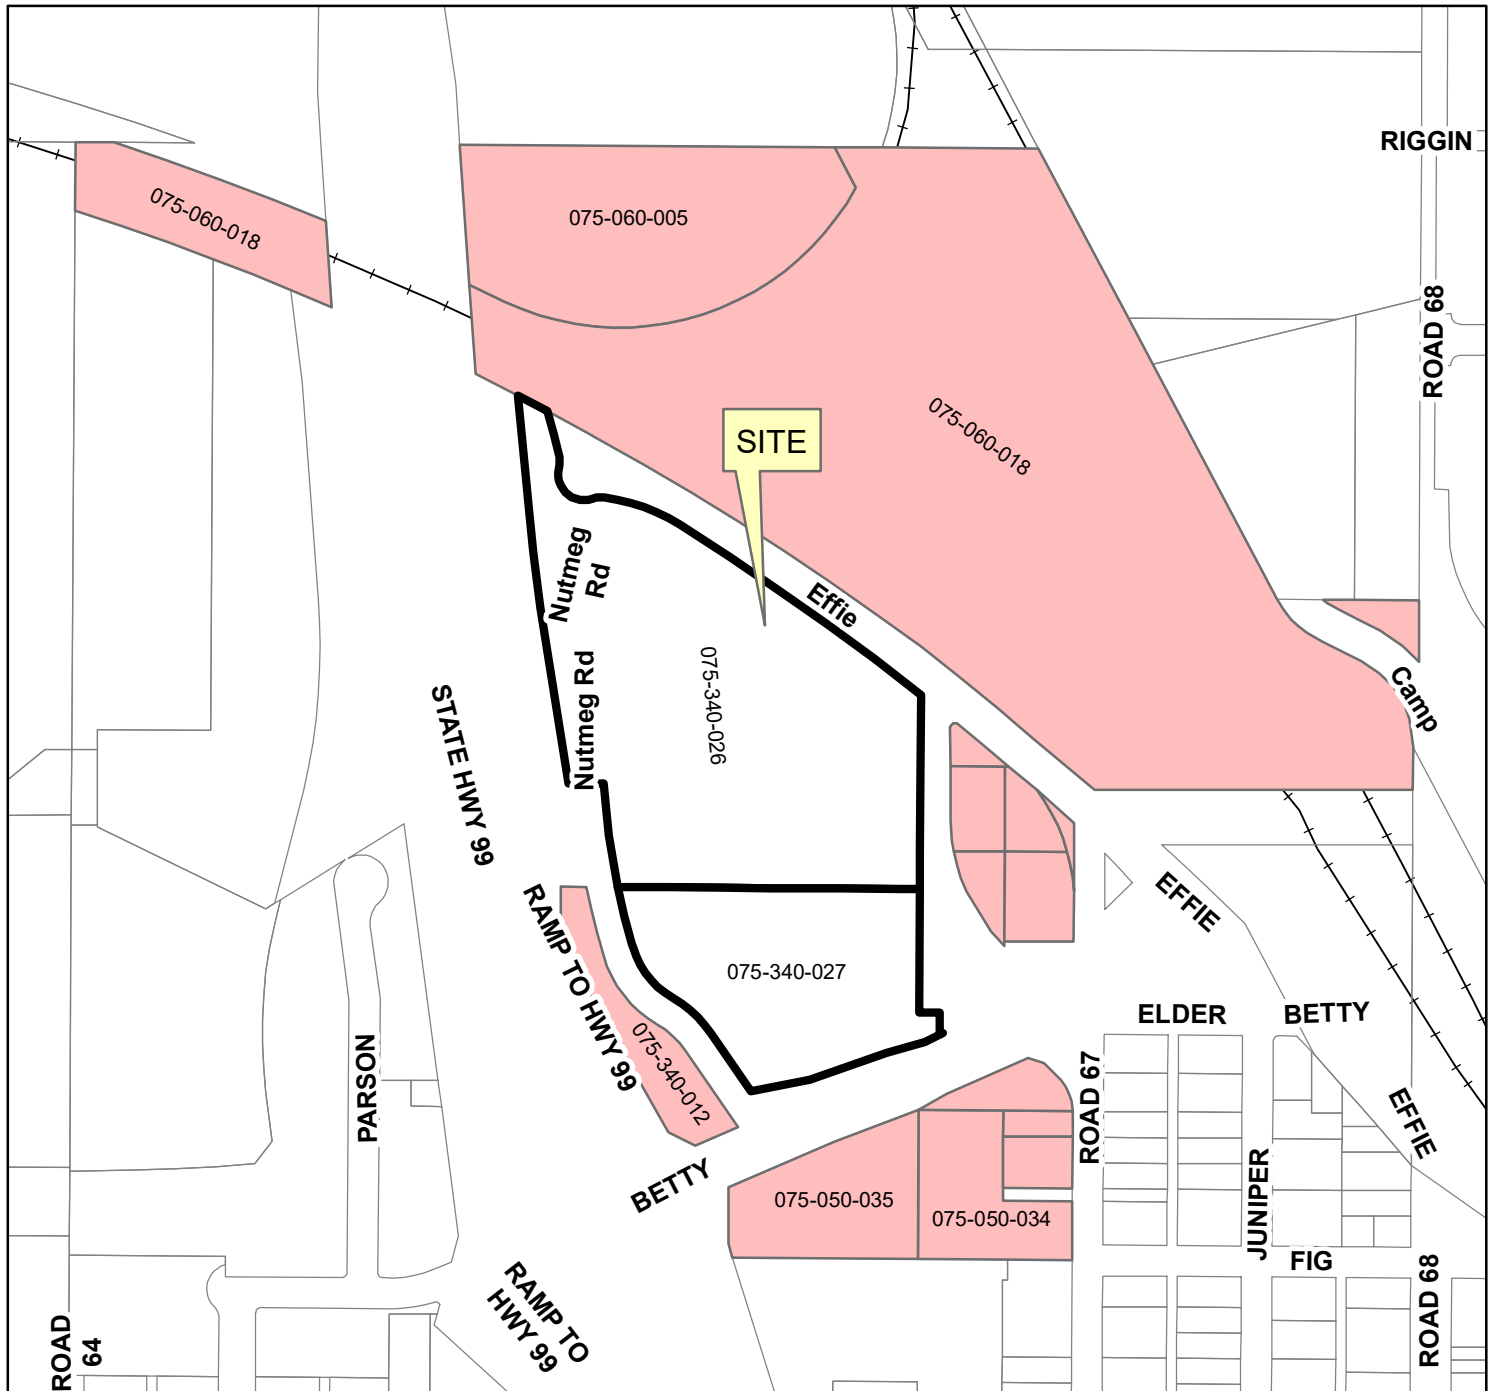 RIGGIN
075-060-018
075-060-005
ROAD 68
075-060-018
SITE
Nutmeg
Rd
Effie
Nutmeg Rd
075-340-026
Camp
STATE HWY 99
EFFIE
RAMP TO HWY 99
075-340-027
ELDER
BETTY
PARSON
075-340-012
ROAD 67
EFFIE
BETTY
JUNIPER
075-050-035
075-050-034
FIG
RAMP TO
HWY 99
ROAD
64
ROAD 68